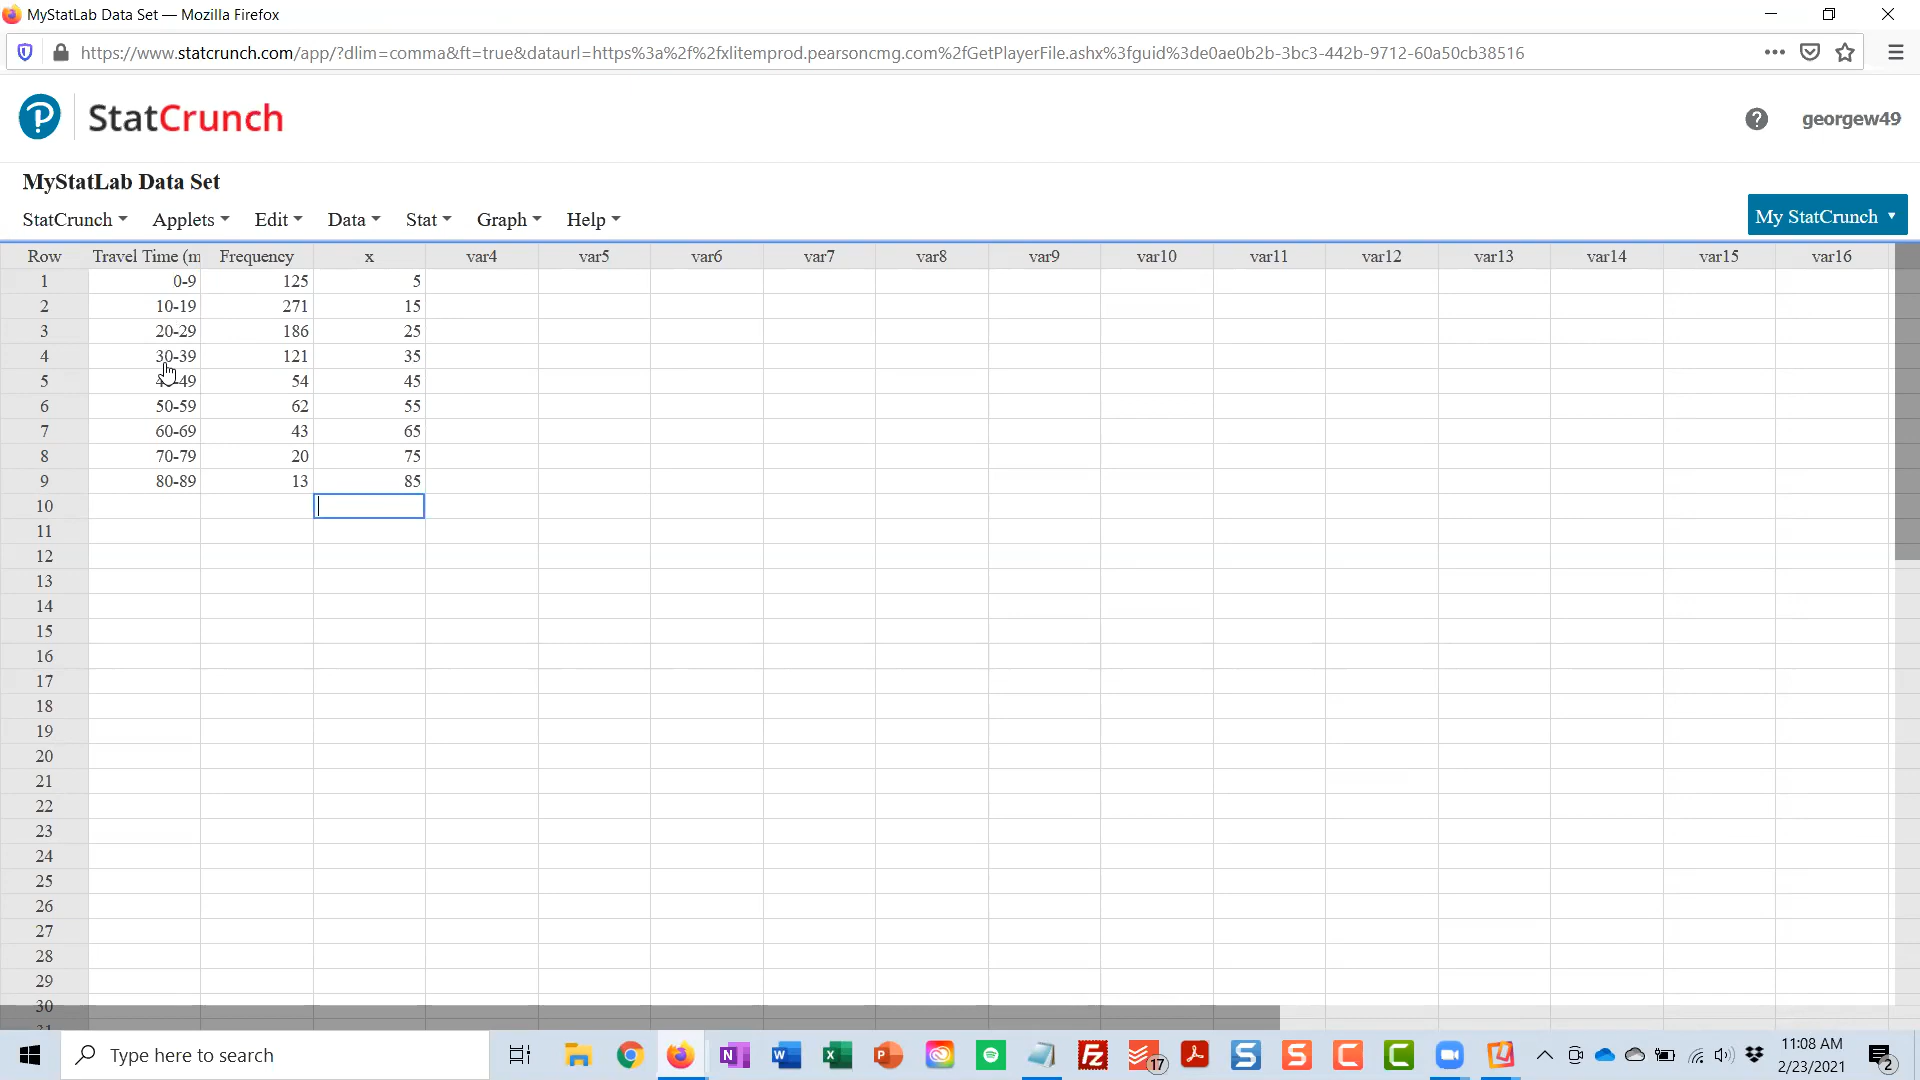 MyStatLab Data Set — Mozilla Firefox
https://www.statcrunch.com/app/?dlim=comma&ft=true&dataurl=https%3a%2f%2fxlitemprod.pearsoncmg.com%2fGetPlayerFile.ashx%3fguid%3de0ae0b2b-3bc3-442b-9712-60a50cb38516
StatCrunch georgew49
MyStatLab Data Set
StatCrunch Applets Edit Data Stat Graph Help My StatCrunch
Row Travel Time (m Frequency x var4 var5 var6 var7 var8 var9 var10 var11 var12 var13 var14 var15 var16
1 0-9 125 5
2 10-19 271 15
3 20-29 186 25
4 30-39 121 35
5 -49 54 45
6 50-59 62 55
7 60-69 43 65
8 70-79 20 75
9 80-89 13 85
10
11
12
13
14
15
16
17
18
19
20
21
22
23
24
25
26
27
28
29
30
31
Type here to search 17 11:08 AM
2/23/2021 2